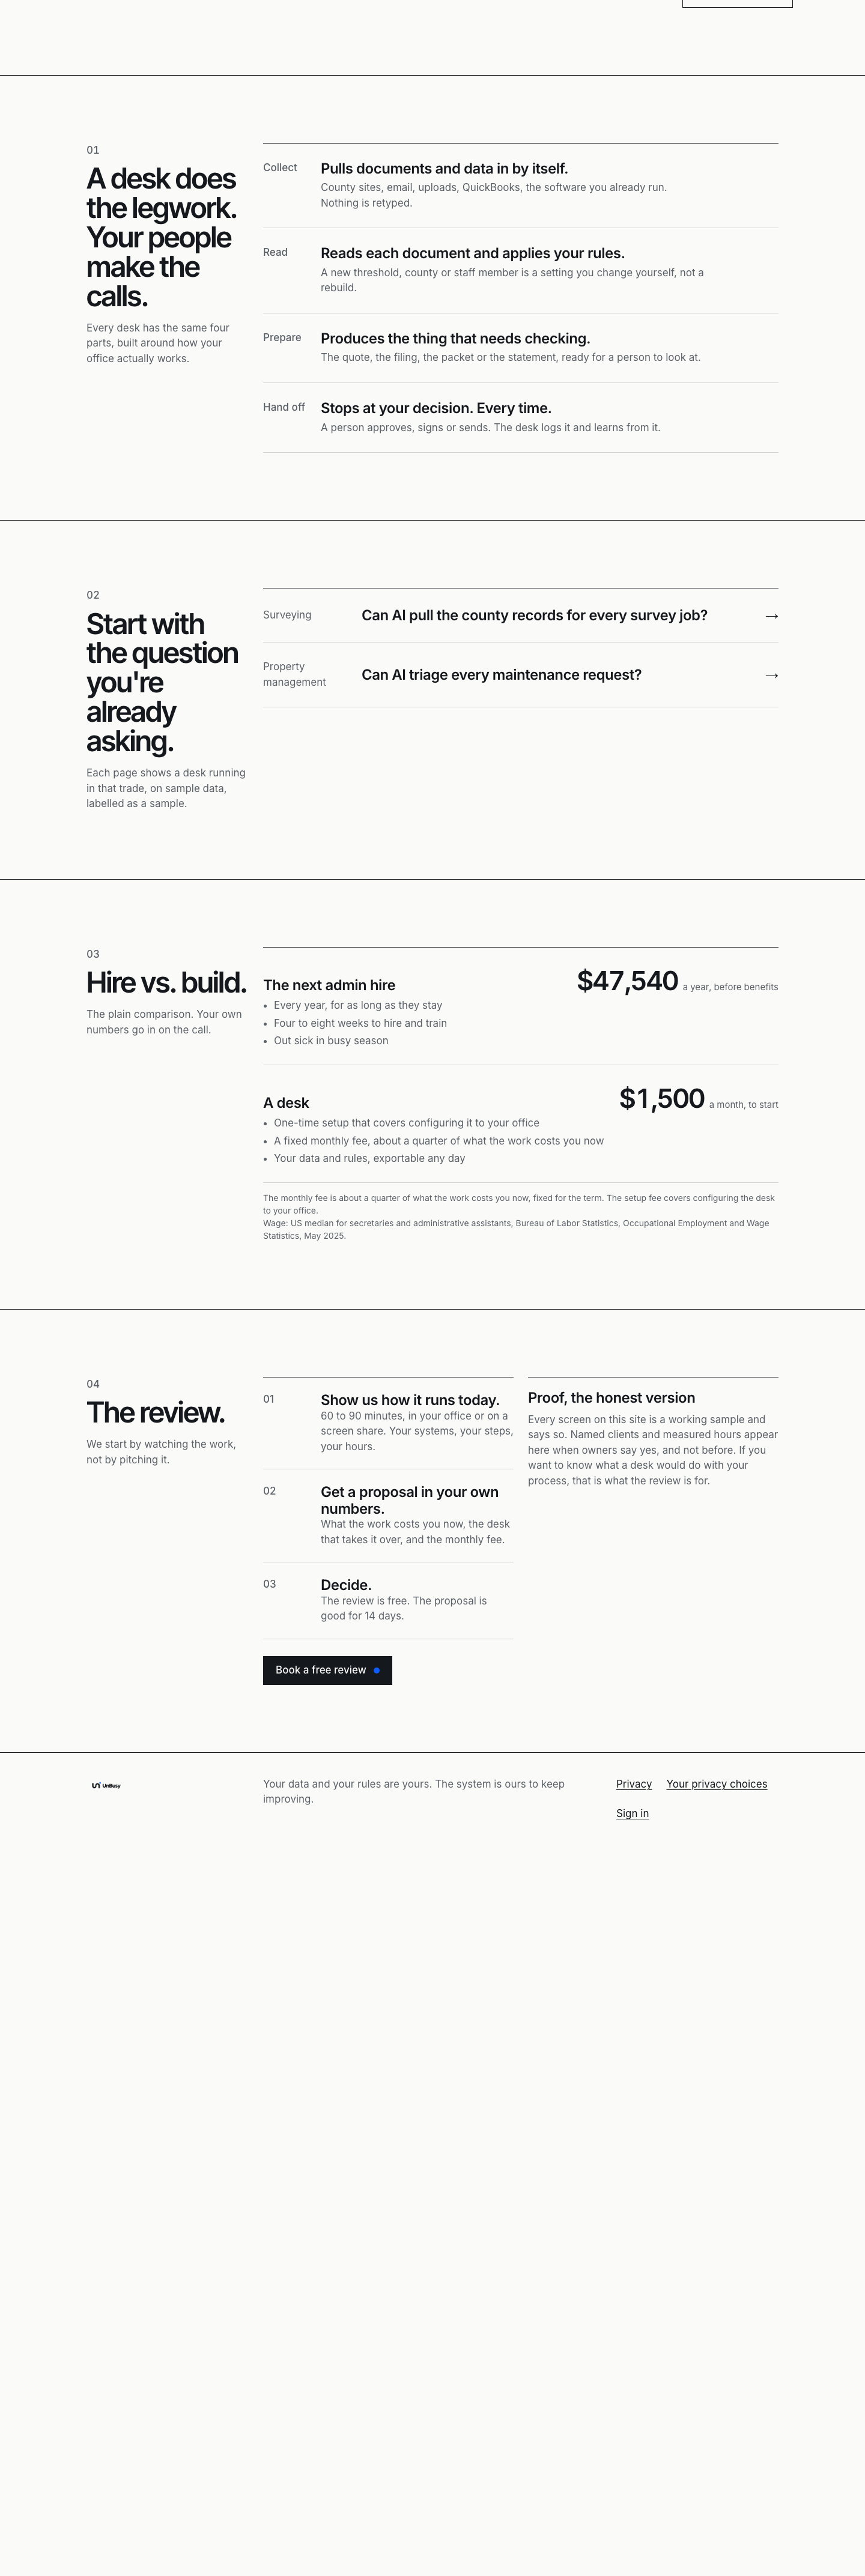 01
A desk does
the legwork.
Your people
make the
calls.
Every desk has the same four
parts, built around how your
office actually works.
Collect
Pulls documents and data in by itself.
County sites, email, uploads, QuickBooks, the software you already run.
Nothing is retyped.
Read
Reads each document and applies your rules.
A new threshold, county or staff member is a setting you change yourself, not a
rebuild.
Prepare
Produces the thing that needs checking.
The quote, the filing, the packet or the statement, ready for a person to look at.
Hand off
Stops at your decision. Every time.
A person approves, signs or sends. The desk logs it and learns from it.
02
Start with
the question
you're
already
asking.
Each page shows a desk running
in that trade, on sample data,
labelled as a sample.
Surveying
Can AI pull the county records for every survey job? →
Property
management
Can AI triage every maintenance request? →
03
Hire vs. build.
The plain comparison. Your own
numbers go in on the call.
The next admin hire
$47,540 a year, before benefits
• Every year, for as long as they stay
• Four to eight weeks to hire and train
• Out sick in busy season
A desk
$1,500 a month, to start
• One-time setup that covers configuring it to your office
• A fixed monthly fee, about a quarter of what the work costs you now
• Your data and rules, exportable any day
The monthly fee is about a quarter of what the work costs you now, fixed for the term. The setup fee covers configuring the desk
to your office.
Wage: US median for secretaries and administrative assistants, Bureau of Labor Statistics, Occupational Employment and Wage
Statistics, May 2025.
04
The review.
We start by watching the work,
not by pitching it.
01
Show us how it runs today.
60 to 90 minutes, in your office or on a
screen share. Your systems, your steps,
your hours.
02
Get a proposal in your own
numbers.
What the work costs you now, the desk
that takes it over, and the monthly fee.
03
Decide.
The review is free. The proposal is
good for 14 days.
Book a free review
Proof, the honest version
Every screen on this site is a working sample and
says so. Named clients and measured hours appear
here when owners say yes, and not before. If you
want to know what a desk would do with your
process, that is what the review is for.
UnBusy
Your data and your rules are yours. The system is ours to keep
improving.
Privacy
Your privacy choices
Sign in